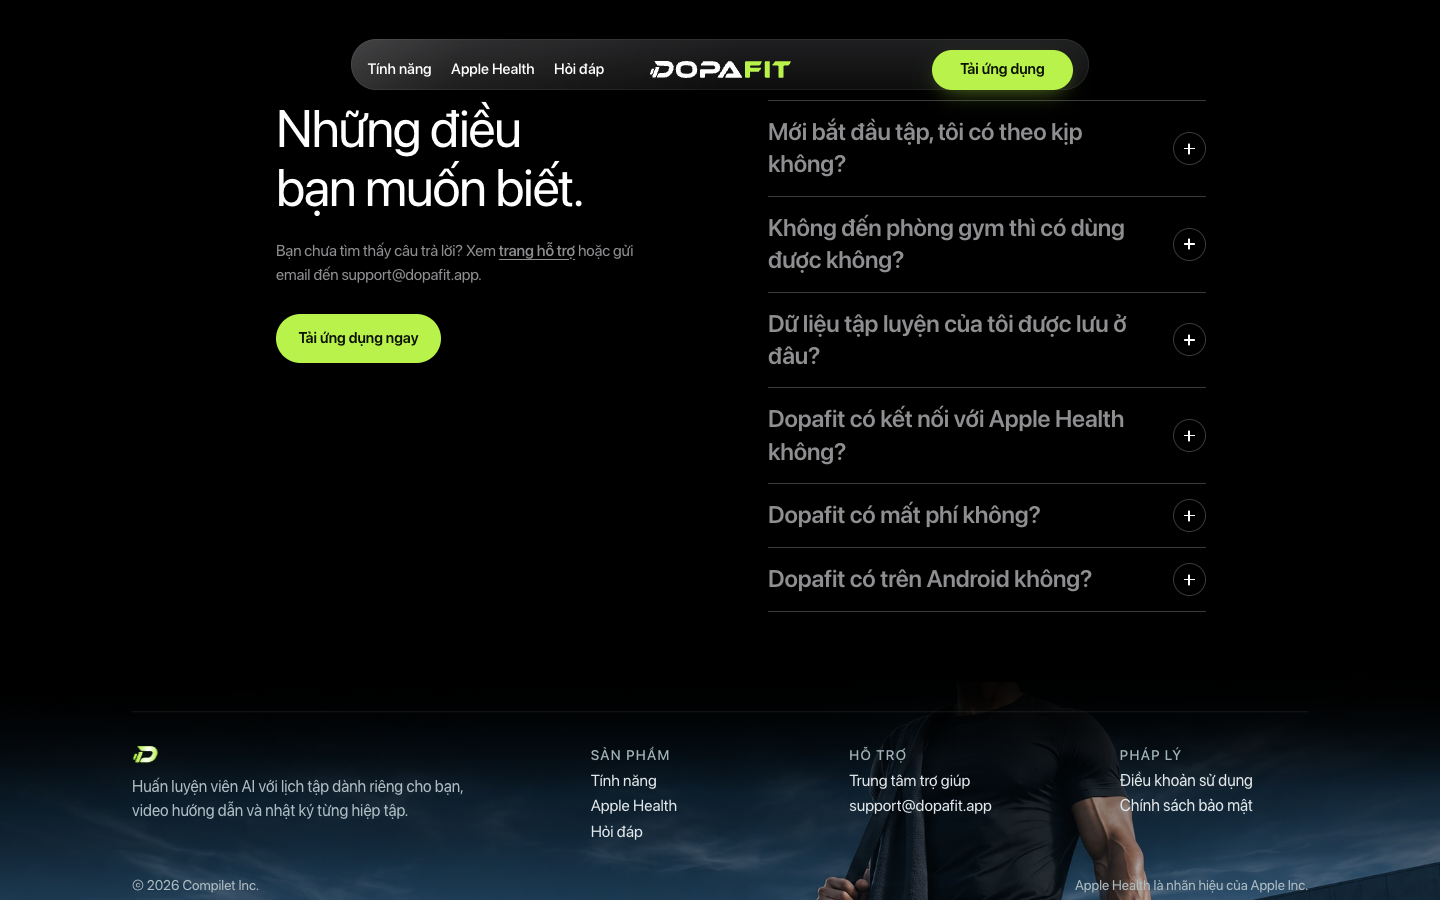 Tính năng
Apple Health
Hỏi đáp
DOPAFIT
Tải ứng dụng
Những điều
bạn muốn biết.
Bạn chưa tìm thấy câu trả lời? Xem trang hỗ trợ hoặc gửi
email đến support@dopafit.app.
Tải ứng dụng ngay
Mới bắt đầu tập, tôi có theo kịp
không?
Không đến phòng gym thì có dùng
được không?
Dữ liệu tập luyện của tôi được lưu ở
đâu?
Dopafit có kết nối với Apple Health
không?
Dopafit có mất phí không?
Dopafit có trên Android không?
Huấn luyện viên AI với lịch tập dành riêng cho bạn,
video hướng dẫn và nhật ký từng hiệp tập.
SẢN PHẨM
Tính năng
Apple Health
Hỏi đáp
HỖ TRỢ
Trung tâm trợ giúp
support@dopafit.app
PHÁP LÝ
Điều khoản sử dụng
Chính sách bảo mật
© 2026 Compilet Inc.
Apple Health là nhãn hiệu của Apple Inc.